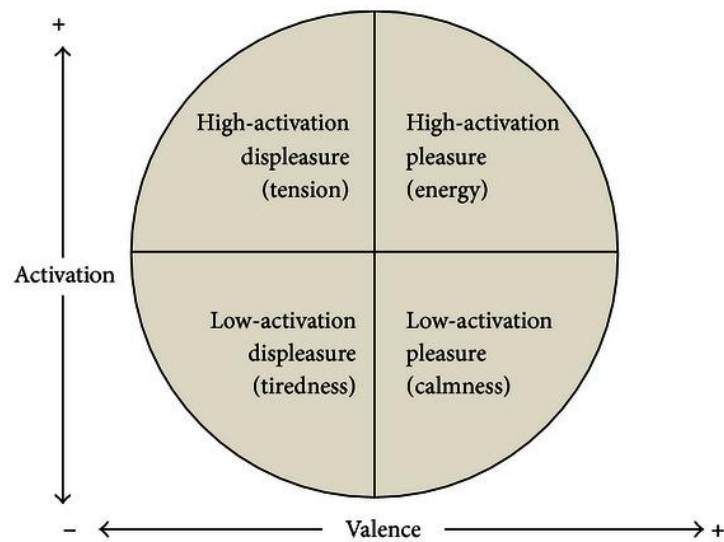 +
High-activation
displeasure
(tension)
High-activation
pleasure
(energy)
Activation
Low-activation
displeasure
(tiredness)
Low-activation
pleasure
(calmness)
− Valence +